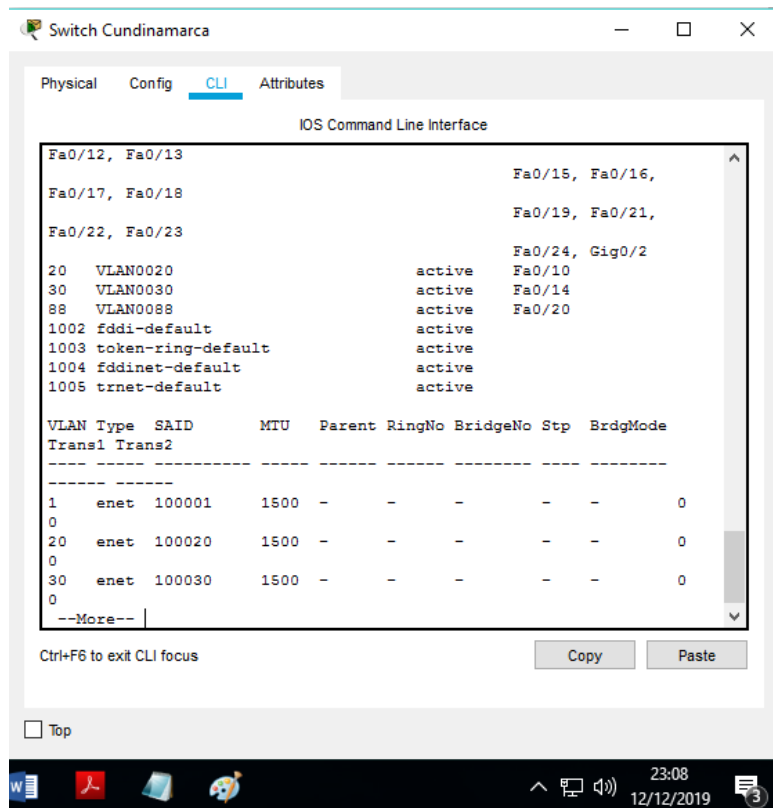 Switch Cundinamarca
Physical Config CLI Attributes
IOS Command Line Interface
Fa0/12, Fa0/13
Fa0/15, Fa0/16,
Fa0/17, Fa0/18
Fa0/19, Fa0/21,
Fa0/22, Fa0/23
Fa0/24, Gig0/2
20 VLAN0020 active Fa0/10
30 VLAN0030 active Fa0/14
88 VLAN0088 active Fa0/20
1002 fddi-default active
1003 token-ring-default active
1004 fddinet-default active
1005 trnet-default active
VLAN Type SAID MTU Parent RingNo BridgeNo Stp BrdgMode
Trans1 Trans2
---- ----- ---------- ----- ------ ------ -------- ---- --------
------ ------
1 enet 100001 1500 - - - - - 0
0
20 enet 100020 1500 - - - - - 0
0
30 enet 100030 1500 - - - - - 0
0
--More--
Ctrl+F6 to exit CLI focus
Copy Paste
Top
W
23:08
12/12/2019
3